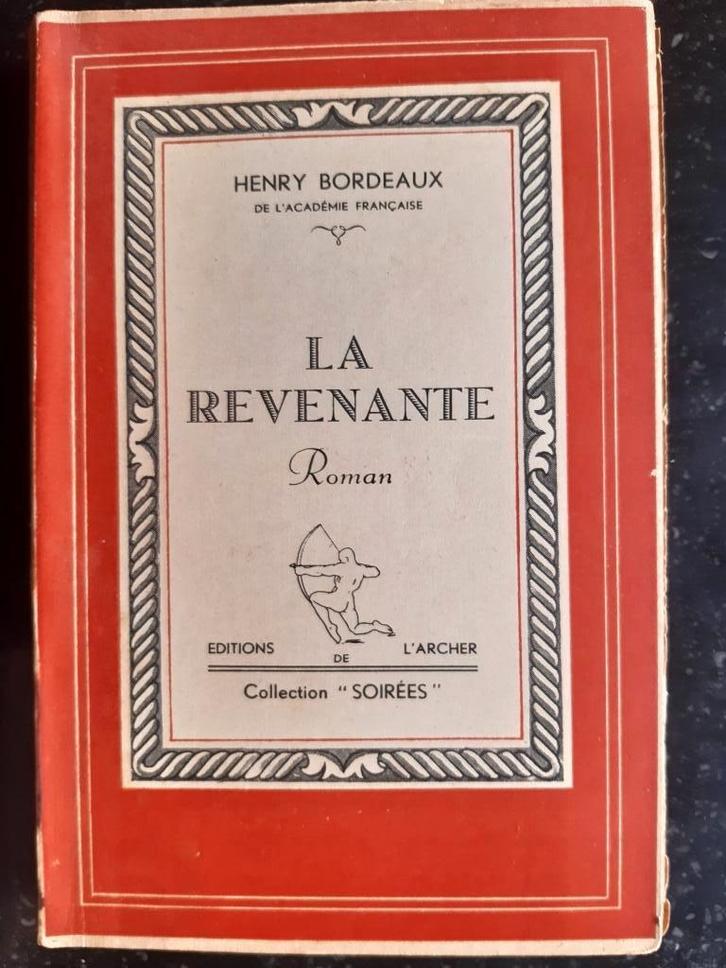 HENRY BORDEAUX
DE L'ACADÉMIE FRANÇAISE
LA
REVENANTE
Roman
EDITIONS DE L'ARCHER
Collection "SOIRÉES"